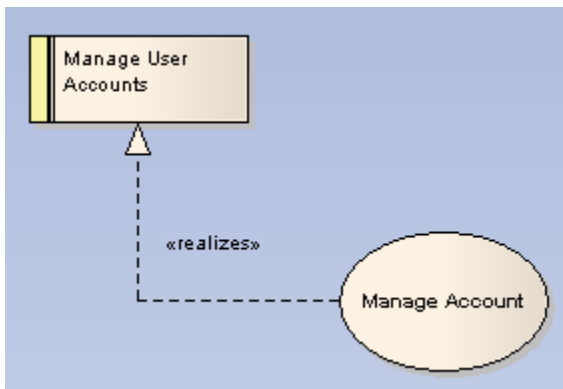 Manage User
Accounts
«realizes»
Manage Account